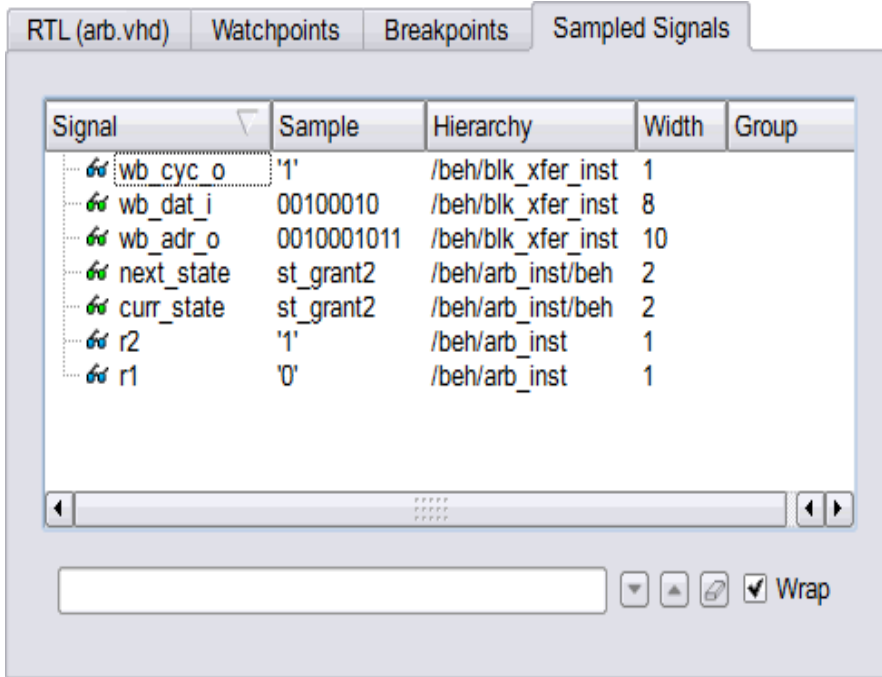 RTL (arb.vhd) Watchpoints Breakpoints Sampled Signals
Signal Sample Hierarchy Width Group
wb_cyc_o '1' /beh/blk_xfer_inst 1
wb_dat_i 00100010 /beh/blk_xfer_inst 8
wb_adr_o 0010001011 /beh/blk_xfer_inst 10
next_state st_grant2 /beh/arb_inst/beh 2
curr_state st_grant2 /beh/arb_inst/beh 2
r2 '1' /beh/arb_inst 1
r1 '0' /beh/arb_inst 1
Wrap